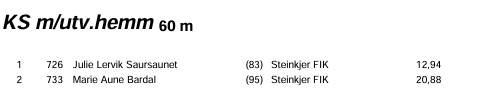 KS m/utv.hemm 60 m
1 726 Julie Lervik Saursaunet (83) Steinkjer FIK 12,94
2 733 Marie Aune Bardal (95) Steinkjer FIK 20,88